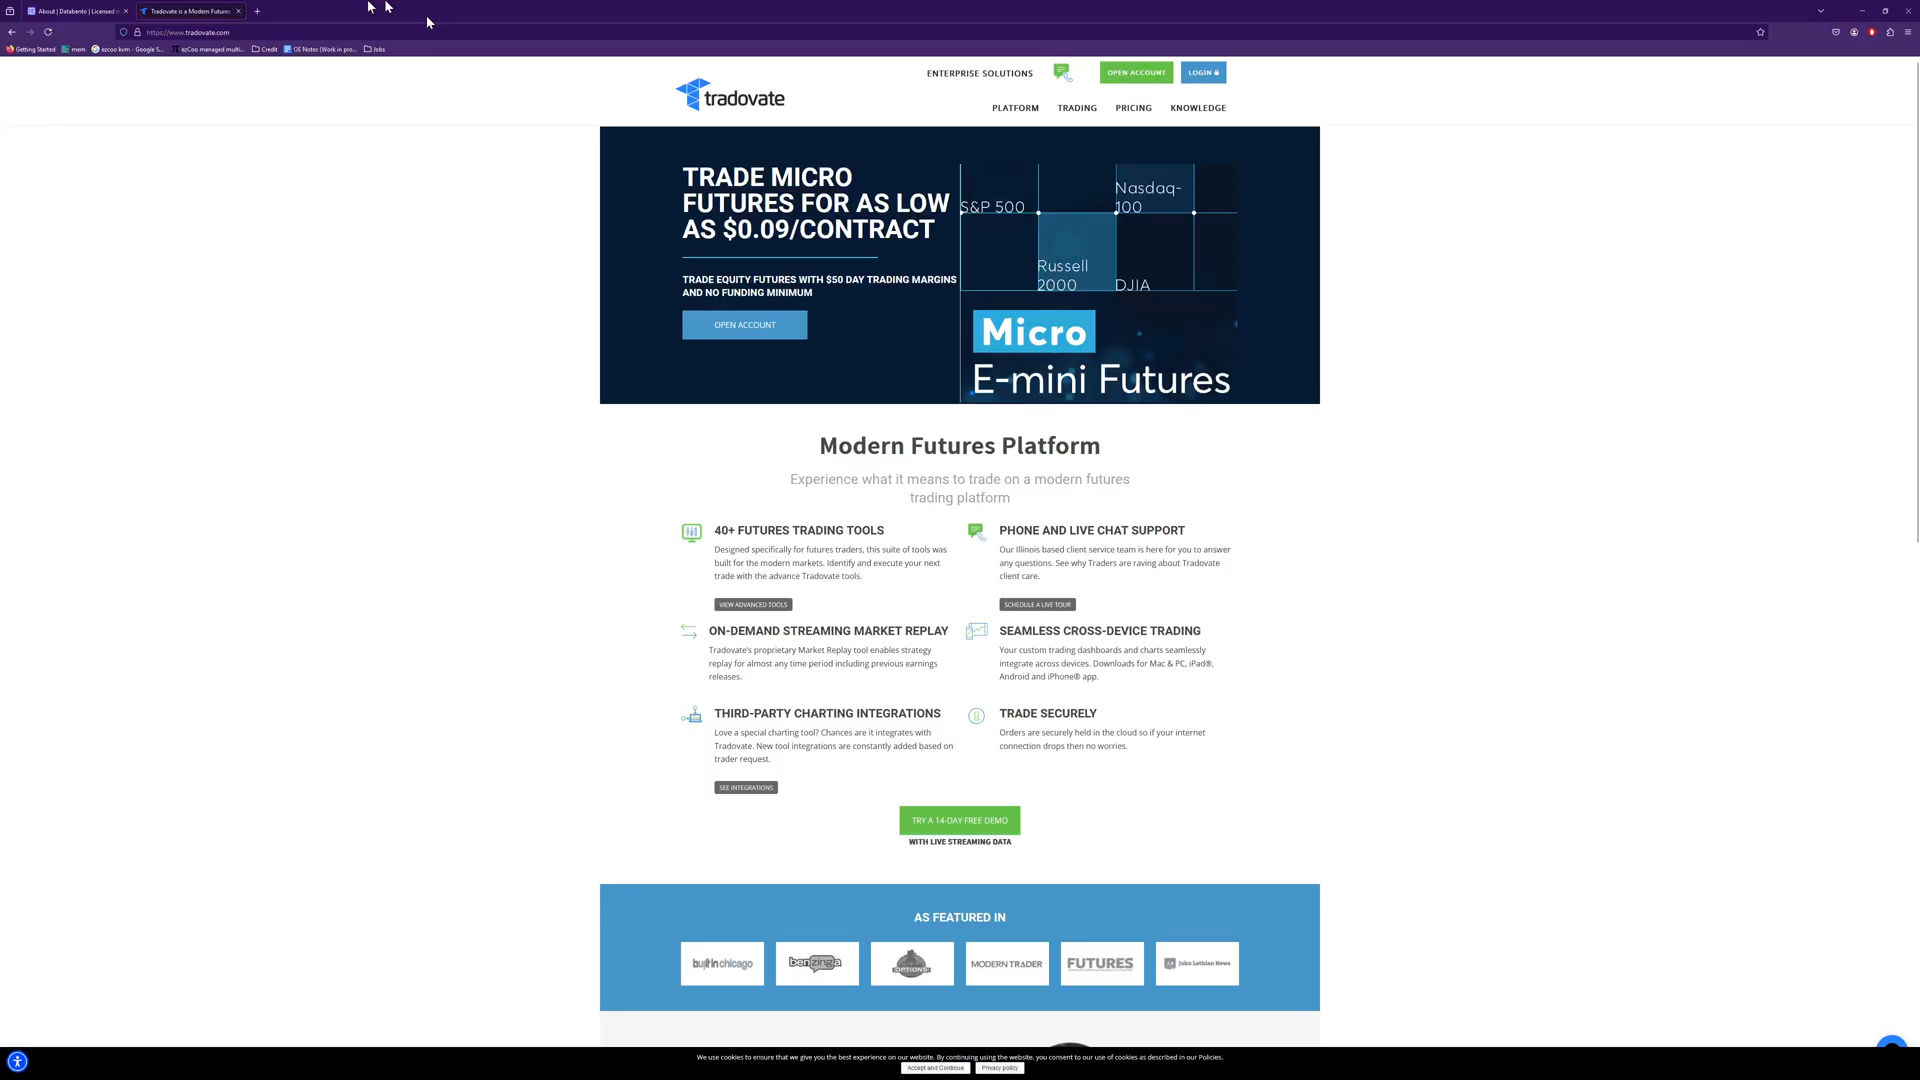 About | Databento | Licensed
Tradovate is a Modern Futures
https://www.tradovate.com
Getting Started
mem
ezcoo kvm - Google S...
ezCoo managed multi...
Credit
OE Notes (Work in pro...
Jobs
ENTERPRISE SOLUTIONS
OPEN ACCOUNT
LOGIN
tradovate
PLATFORM
TRADING
PRICING
KNOWLEDGE
TRADE MICRO
FUTURES FOR AS LOW
AS $0.09/CONTRACT
TRADE EQUITY FUTURES WITH $50 DAY TRADING MARGINS
AND NO FUNDING MINIMUM
OPEN ACCOUNT
S&P 500
Nasdaq-
100
Russell
2000
DJIA
Micro
E-mini Futures
Modern Futures Platform
Experience what it means to trade on a modern futures
trading platform
40+ FUTURES TRADING TOOLS
Designed specifically for futures traders, this suite of tools was
built for the modern markets. Identify and execute your next
trade with the advance Tradovate tools.
VIEW ADVANCED TOOLS
PHONE AND LIVE CHAT SUPPORT
Our Illinois based client service team is here for you to answer
any questions. See why Traders are raving about Tradovate
client care.
SCHEDULE A LIVE TOUR
ON-DEMAND STREAMING MARKET REPLAY
Tradovate's proprietary Market Replay tool enables strategy
replay for almost any time period including previous earnings
releases.
SEAMLESS CROSS-DEVICE TRADING
Your custom trading dashboards and charts seamlessly
integrate across devices. Downloads for Mac & PC, iPad®,
Android and iPhone® app.
THIRD-PARTY CHARTING INTEGRATIONS
Love a special charting tool? Chances are it integrates with
Tradovate. New tool integrations are constantly added based on
trader request.
SEE INTEGRATIONS
TRADE SECURELY
Orders are securely held in the cloud so if your internet
connection drops then no worries.
TRY A 14-DAY FREE DEMO
WITH LIVE STREAMING DATA
AS FEATURED IN
builtin chicago
benzinga
OPTIONS
MODERN TRADER
FUTURES
John Lothian News
We use cookies to ensure that we give you the best experience on our website. By continuing using the website, you consent to our use of cookies as described in our Policies.
Accept and Continue
Privacy policy